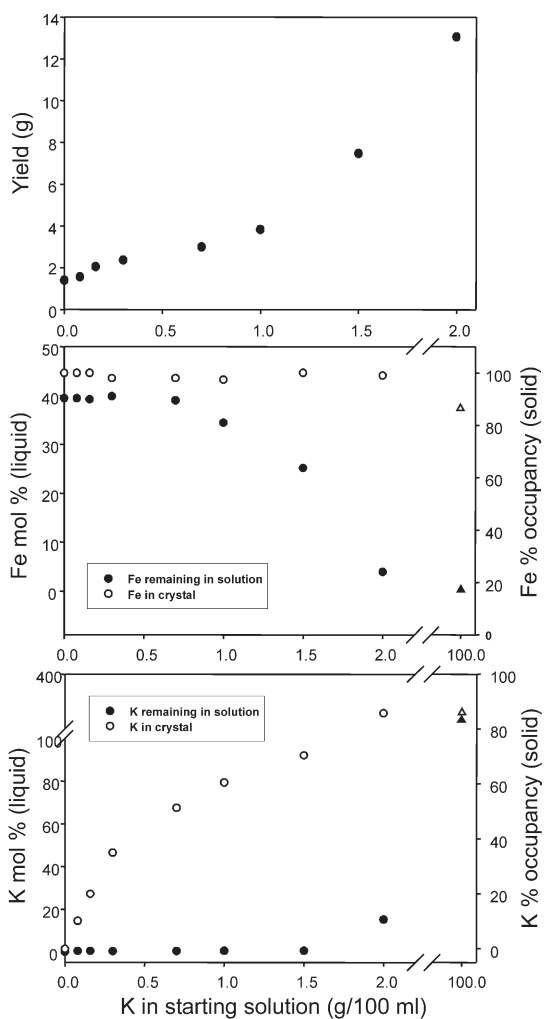 14
12
10
8
6
4
2
0
Yield (g)
0.0 0.5 1.0 1.5 2.0
50
40
30
20
10
0
Fe mol % (liquid)
100
80
60
40
20
0
Fe % occupancy (solid)
Fe remaining in solution
Fe in crystal
0.0 0.5 1.0 1.5 2.0 100.0
400
100
80
60
40
20
0
K mol % (liquid)
100
80
60
40
20
0
K % occupancy (solid)
K remaining in solution
K in crystal
0.0 0.5 1.0 1.5 2.0 100.0
K in starting solution (g/100 ml)